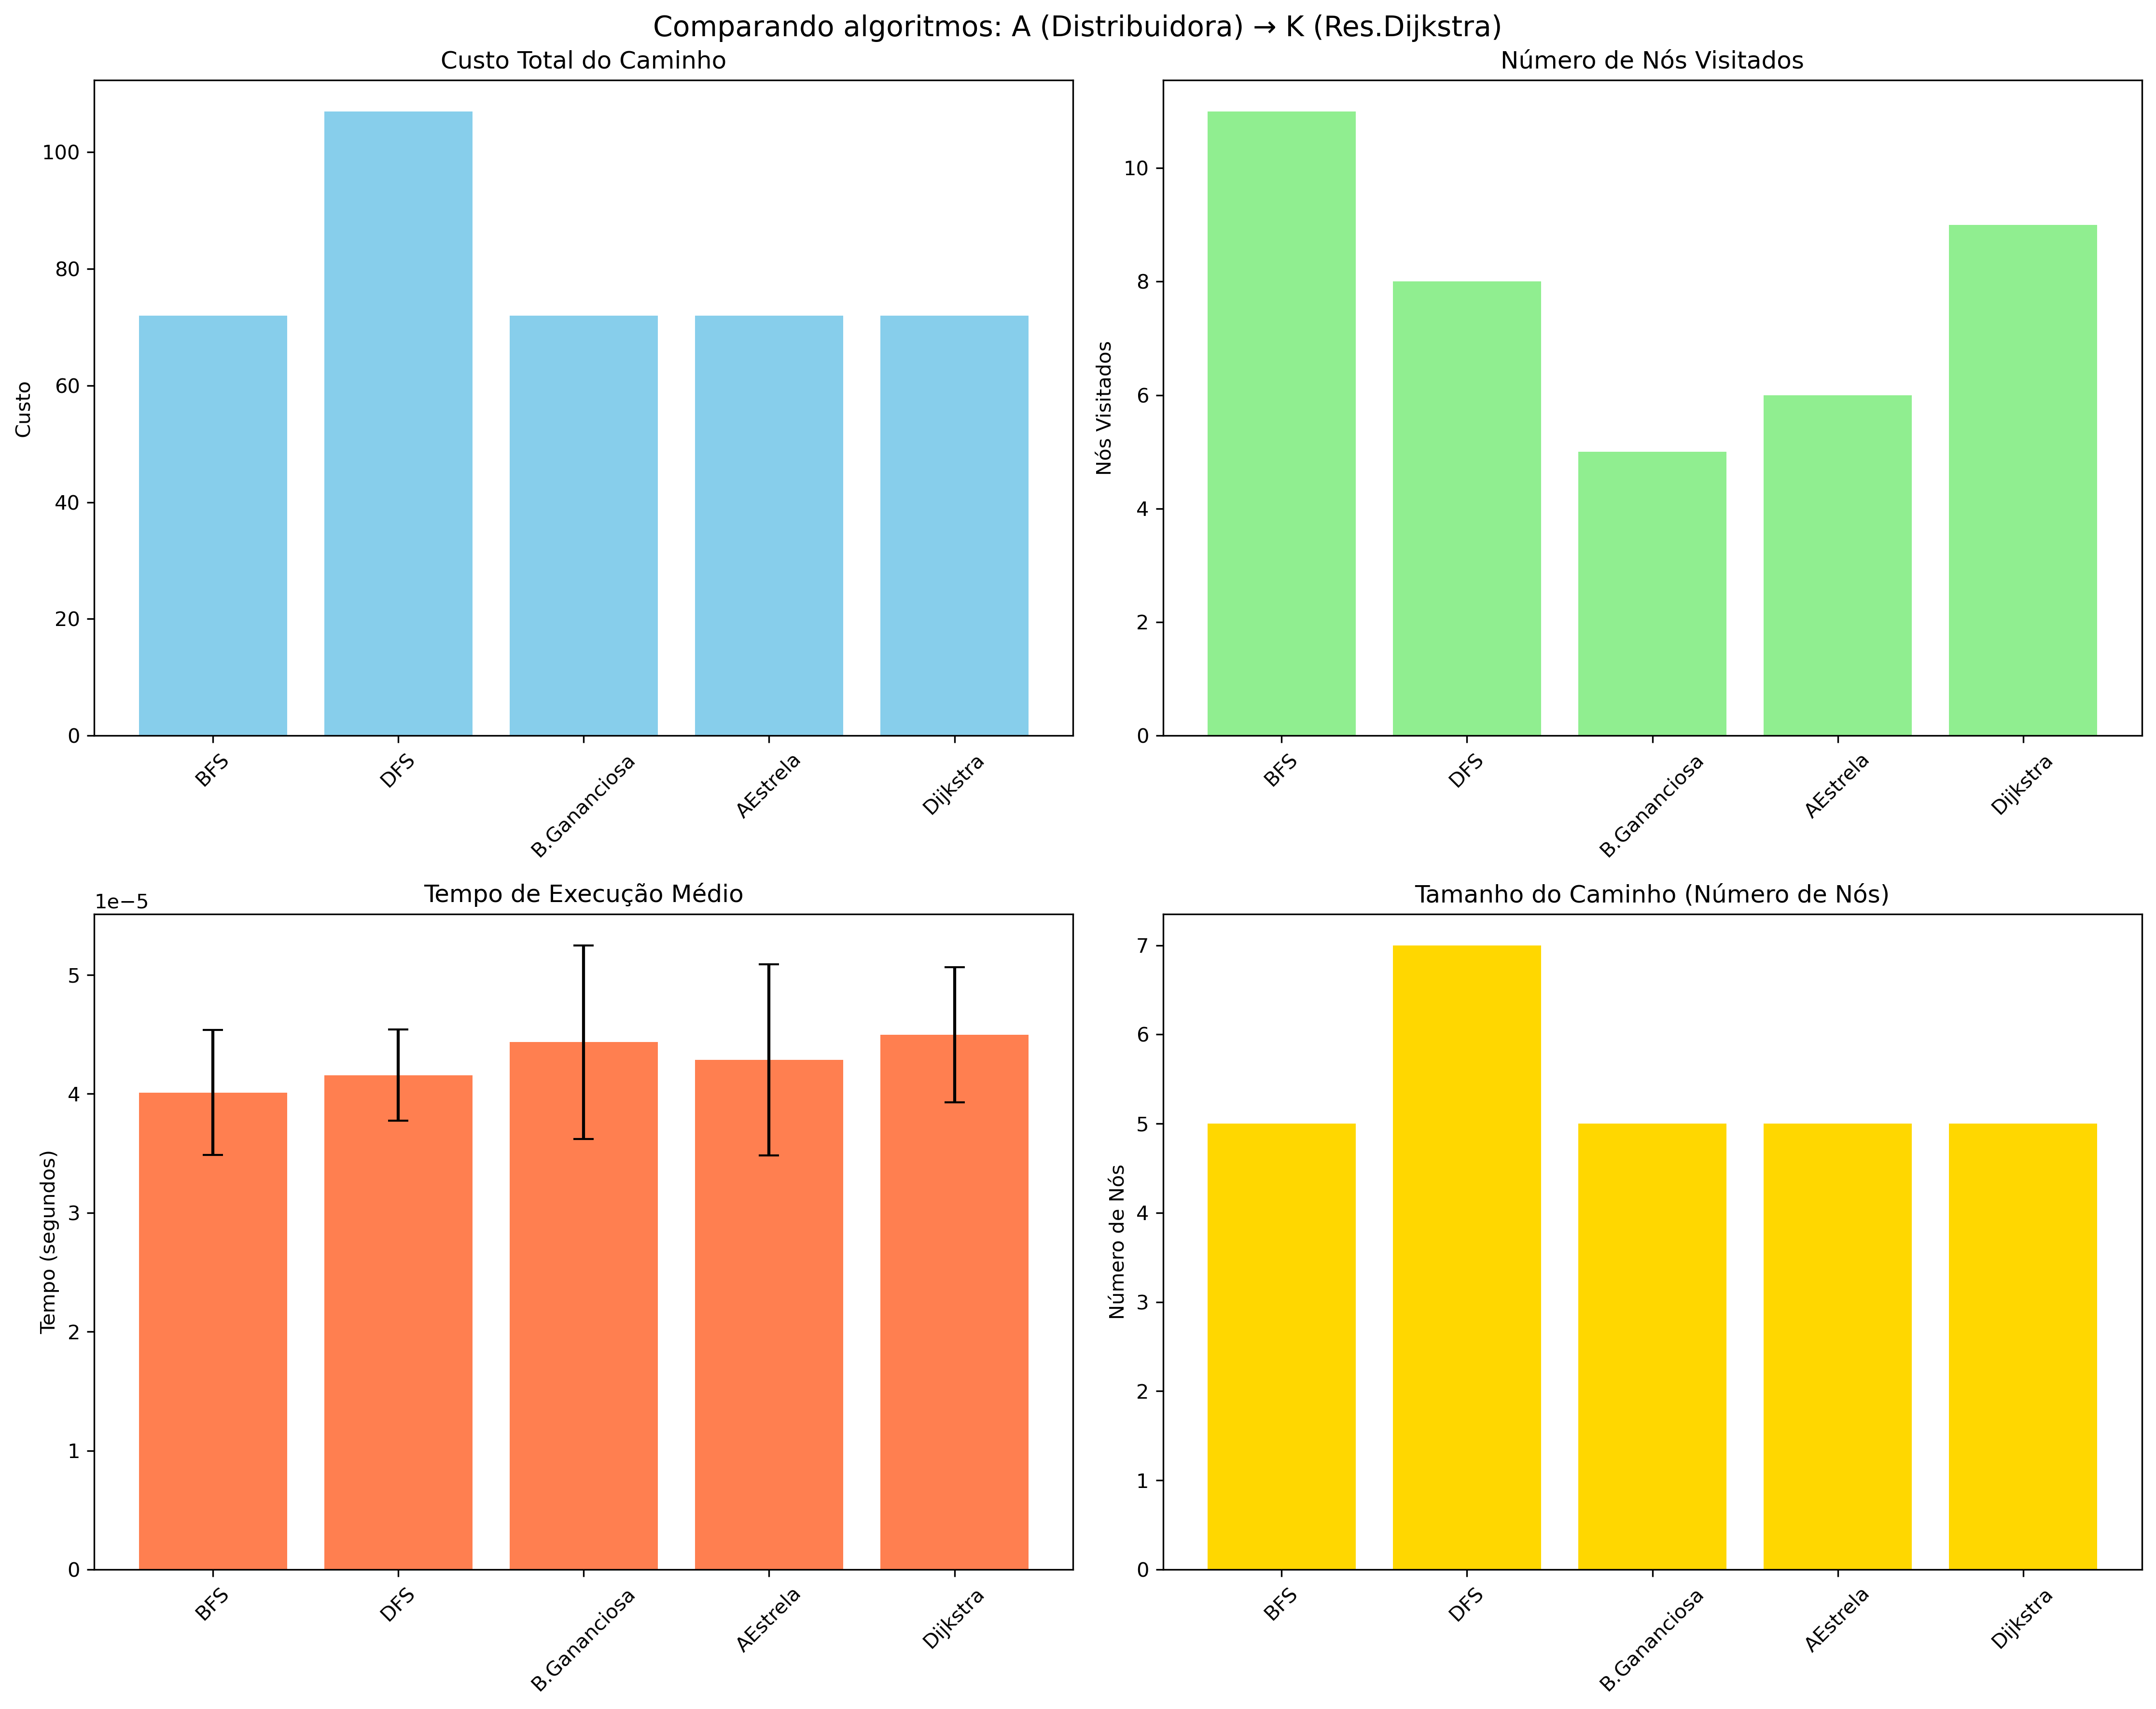 Comparando algoritmos: A (Distribuidora) → K (Res.Dijkstra)
Custo Total do Caminho
Custo
100
80
60
40
20
0
BFS
DFS
B.Gananciosa
AEstrela
Dijkstra
Número de Nós Visitados
Nós Visitados
10
8
6
4
2
0
BFS
DFS
B.Gananciosa
AEstrela
Dijkstra
Tempo de Execução Médio
1e−5
Tempo (segundos)
5
4
3
2
1
0
BFS
DFS
B.Gananciosa
AEstrela
Dijkstra
Tamanho do Caminho (Número de Nós)
Número de Nós
7
6
5
4
3
2
1
0
BFS
DFS
B.Gananciosa
AEstrela
Dijkstra